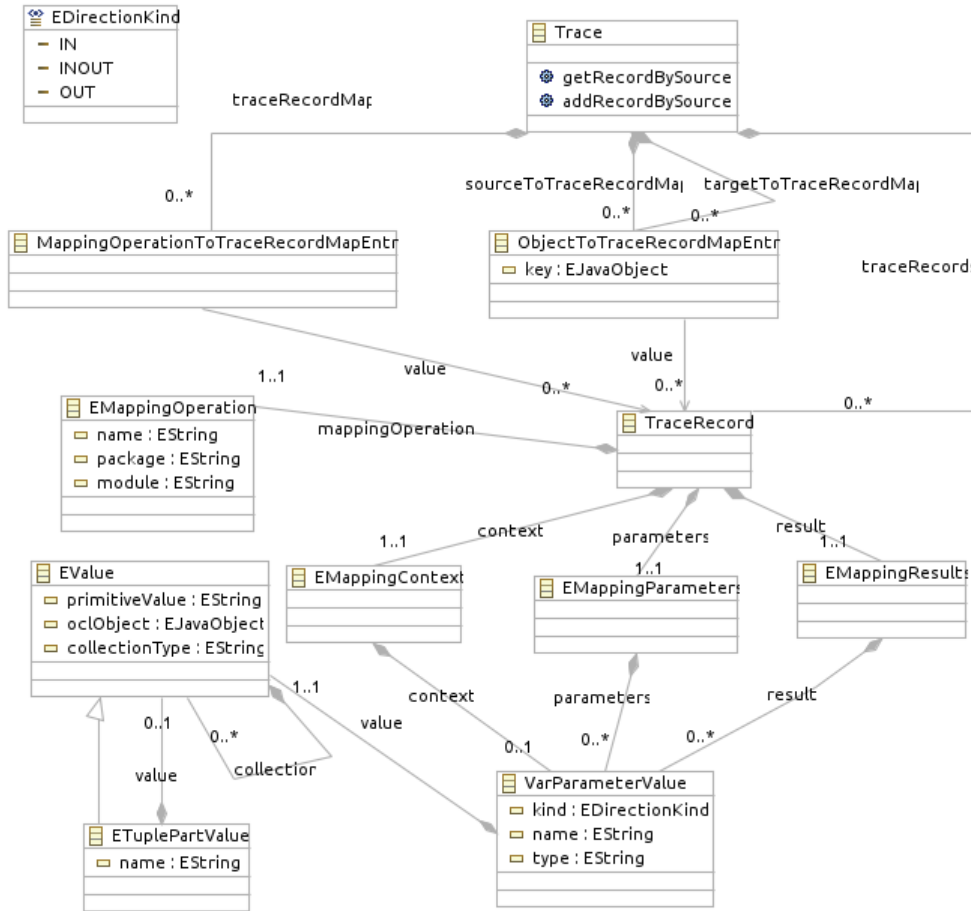 EDirectionKind
IN
INOUT
OUT
Trace
getRecordBySource
addRecordBySource
traceRecordMap
0..*
sourceToTraceRecordMap
targetToTraceRecordMap
0..*
0..*
MappingOperationToTraceRecordMapEntr
ObjectToTraceRecordMapEntr
key : EJavaObject
traceRecords
value
value
1..1
0..*
0..*
0..*
EMappingOperation
name : EString
package : EString
module : EString
mappingOperation
TraceRecord
context
parameters
result
1..1
1..1
1..1
EValue
primitiveValue : EString
oclObject : EJavaObject
collectionType : EString
EMappingContext
EMappingParameters
EMappingResults
1..1
context
parameters
result
0..1
0..*
value
value
collection
0..1
0..*
0..*
ETuplePartValue
name : EString
VarParameterValue
kind : EDirectionKind
name : EString
type : EString